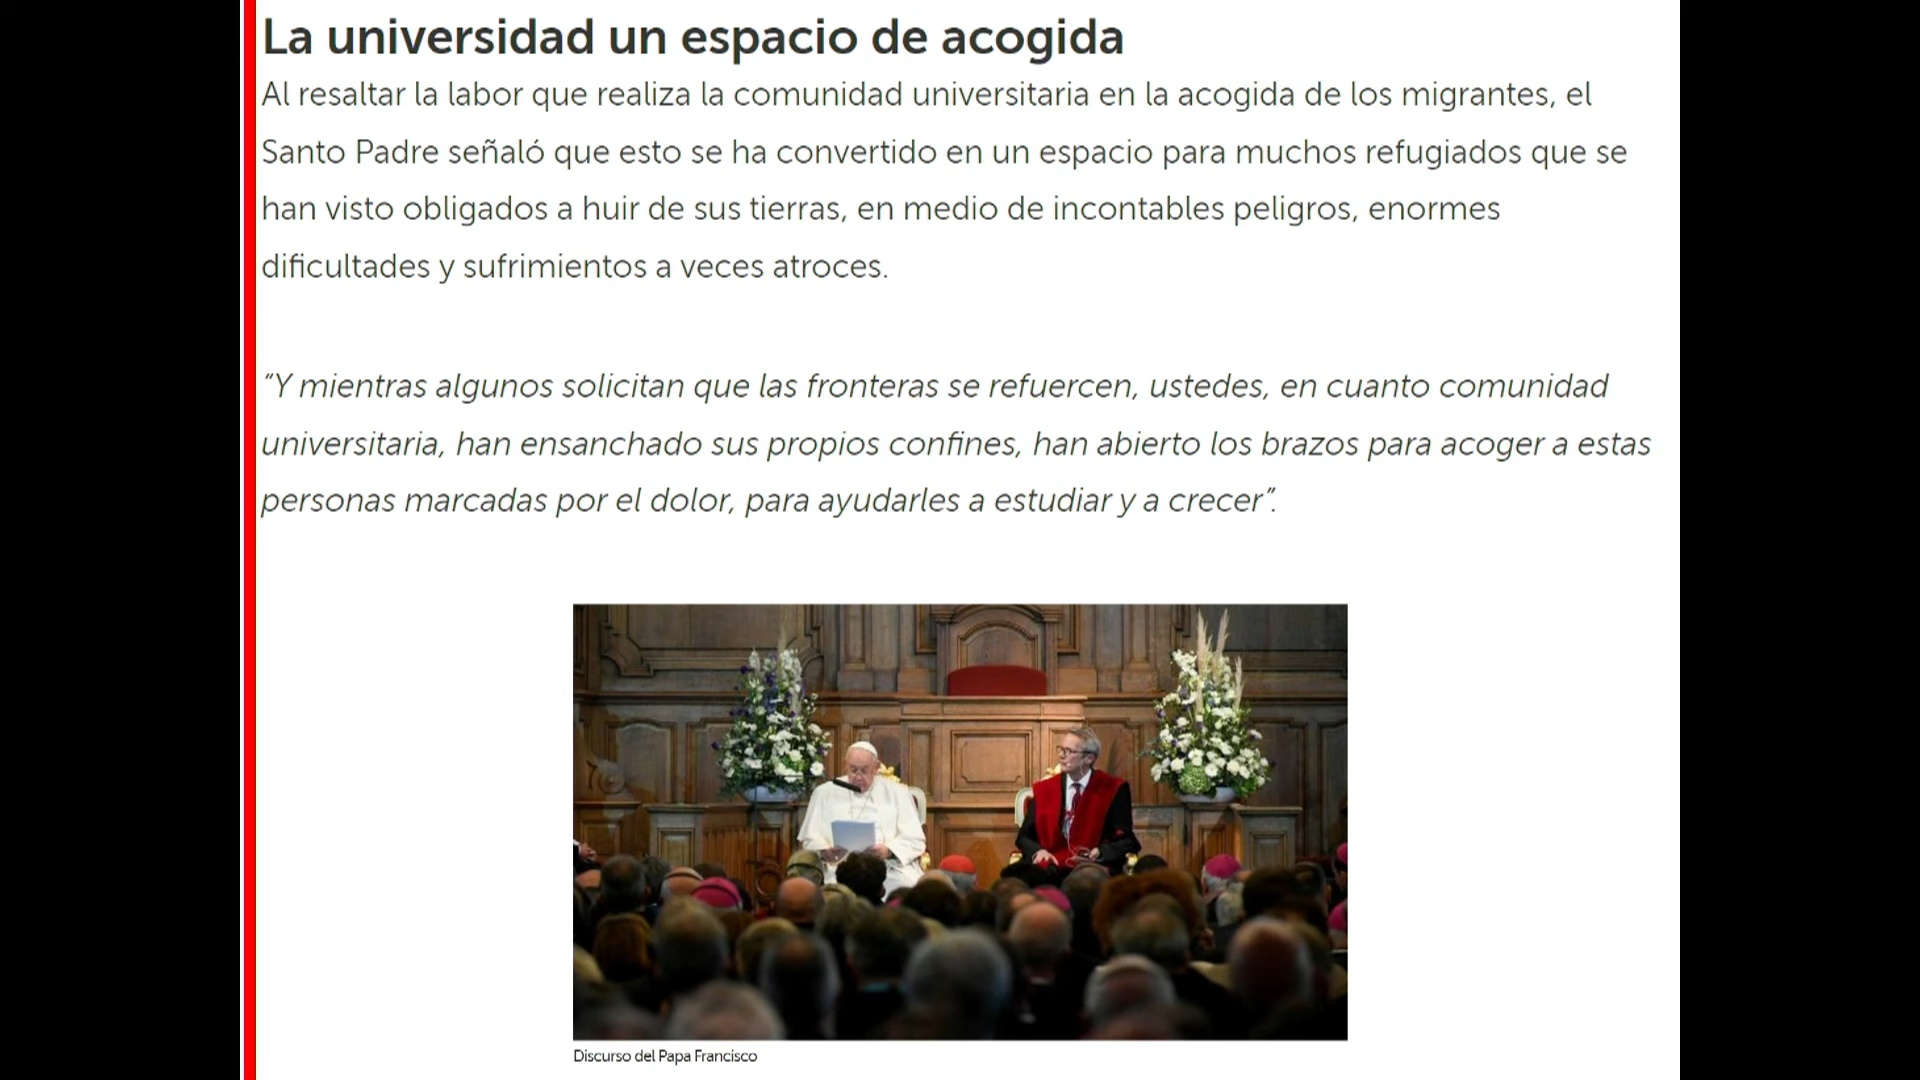 La universidad un espacio de acogida
Al resaltar la labor que realiza la comunidad universitaria en la acogida de los migrantes, el
Santo Padre señaló que esto se ha convertido en un espacio para muchos refugiados que se
han visto obligados a huir de sus tierras, en medio de incontables peligros, enormes
dificultades y sufrimientos a veces atroces.
“Y mientras algunos solicitan que las fronteras se refuercen, ustedes, en cuanto comunidad
universitaria, han ensanchado sus propios confines, han abierto los brazos para acoger a estas
personas marcadas por el dolor, para ayudarles a estudiar y a crecer”.
Discurso del Papa Francisco